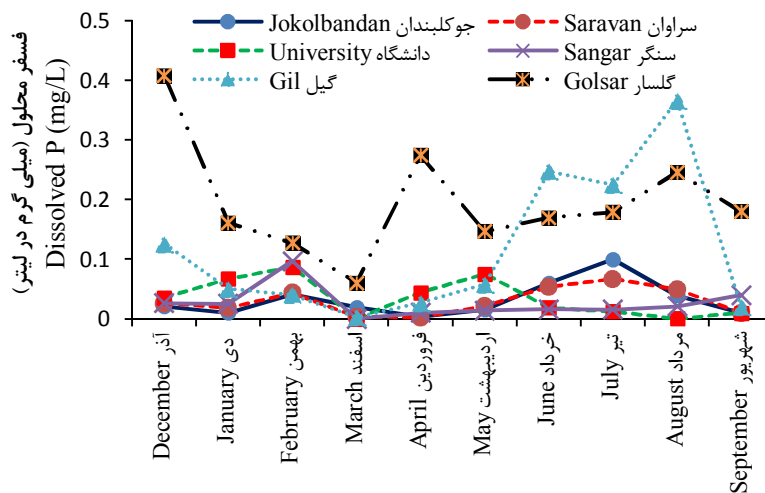 فسفر محلول (میلی گرم در لیتر)
Dissolved P (mg/L)
0.5
0.4
0.3
0.2
0.1
0
Jokolbandan جوکلبندان
Saravan سراوان
University دانشگاه
Sangar سنگر
Gil گیل
Golsar گلسار
December آذر
January دی
February بهمن
March اسفند
April فروردین
May اردیبهشت
June خرداد
July تیر
August مرداد
September شهریور